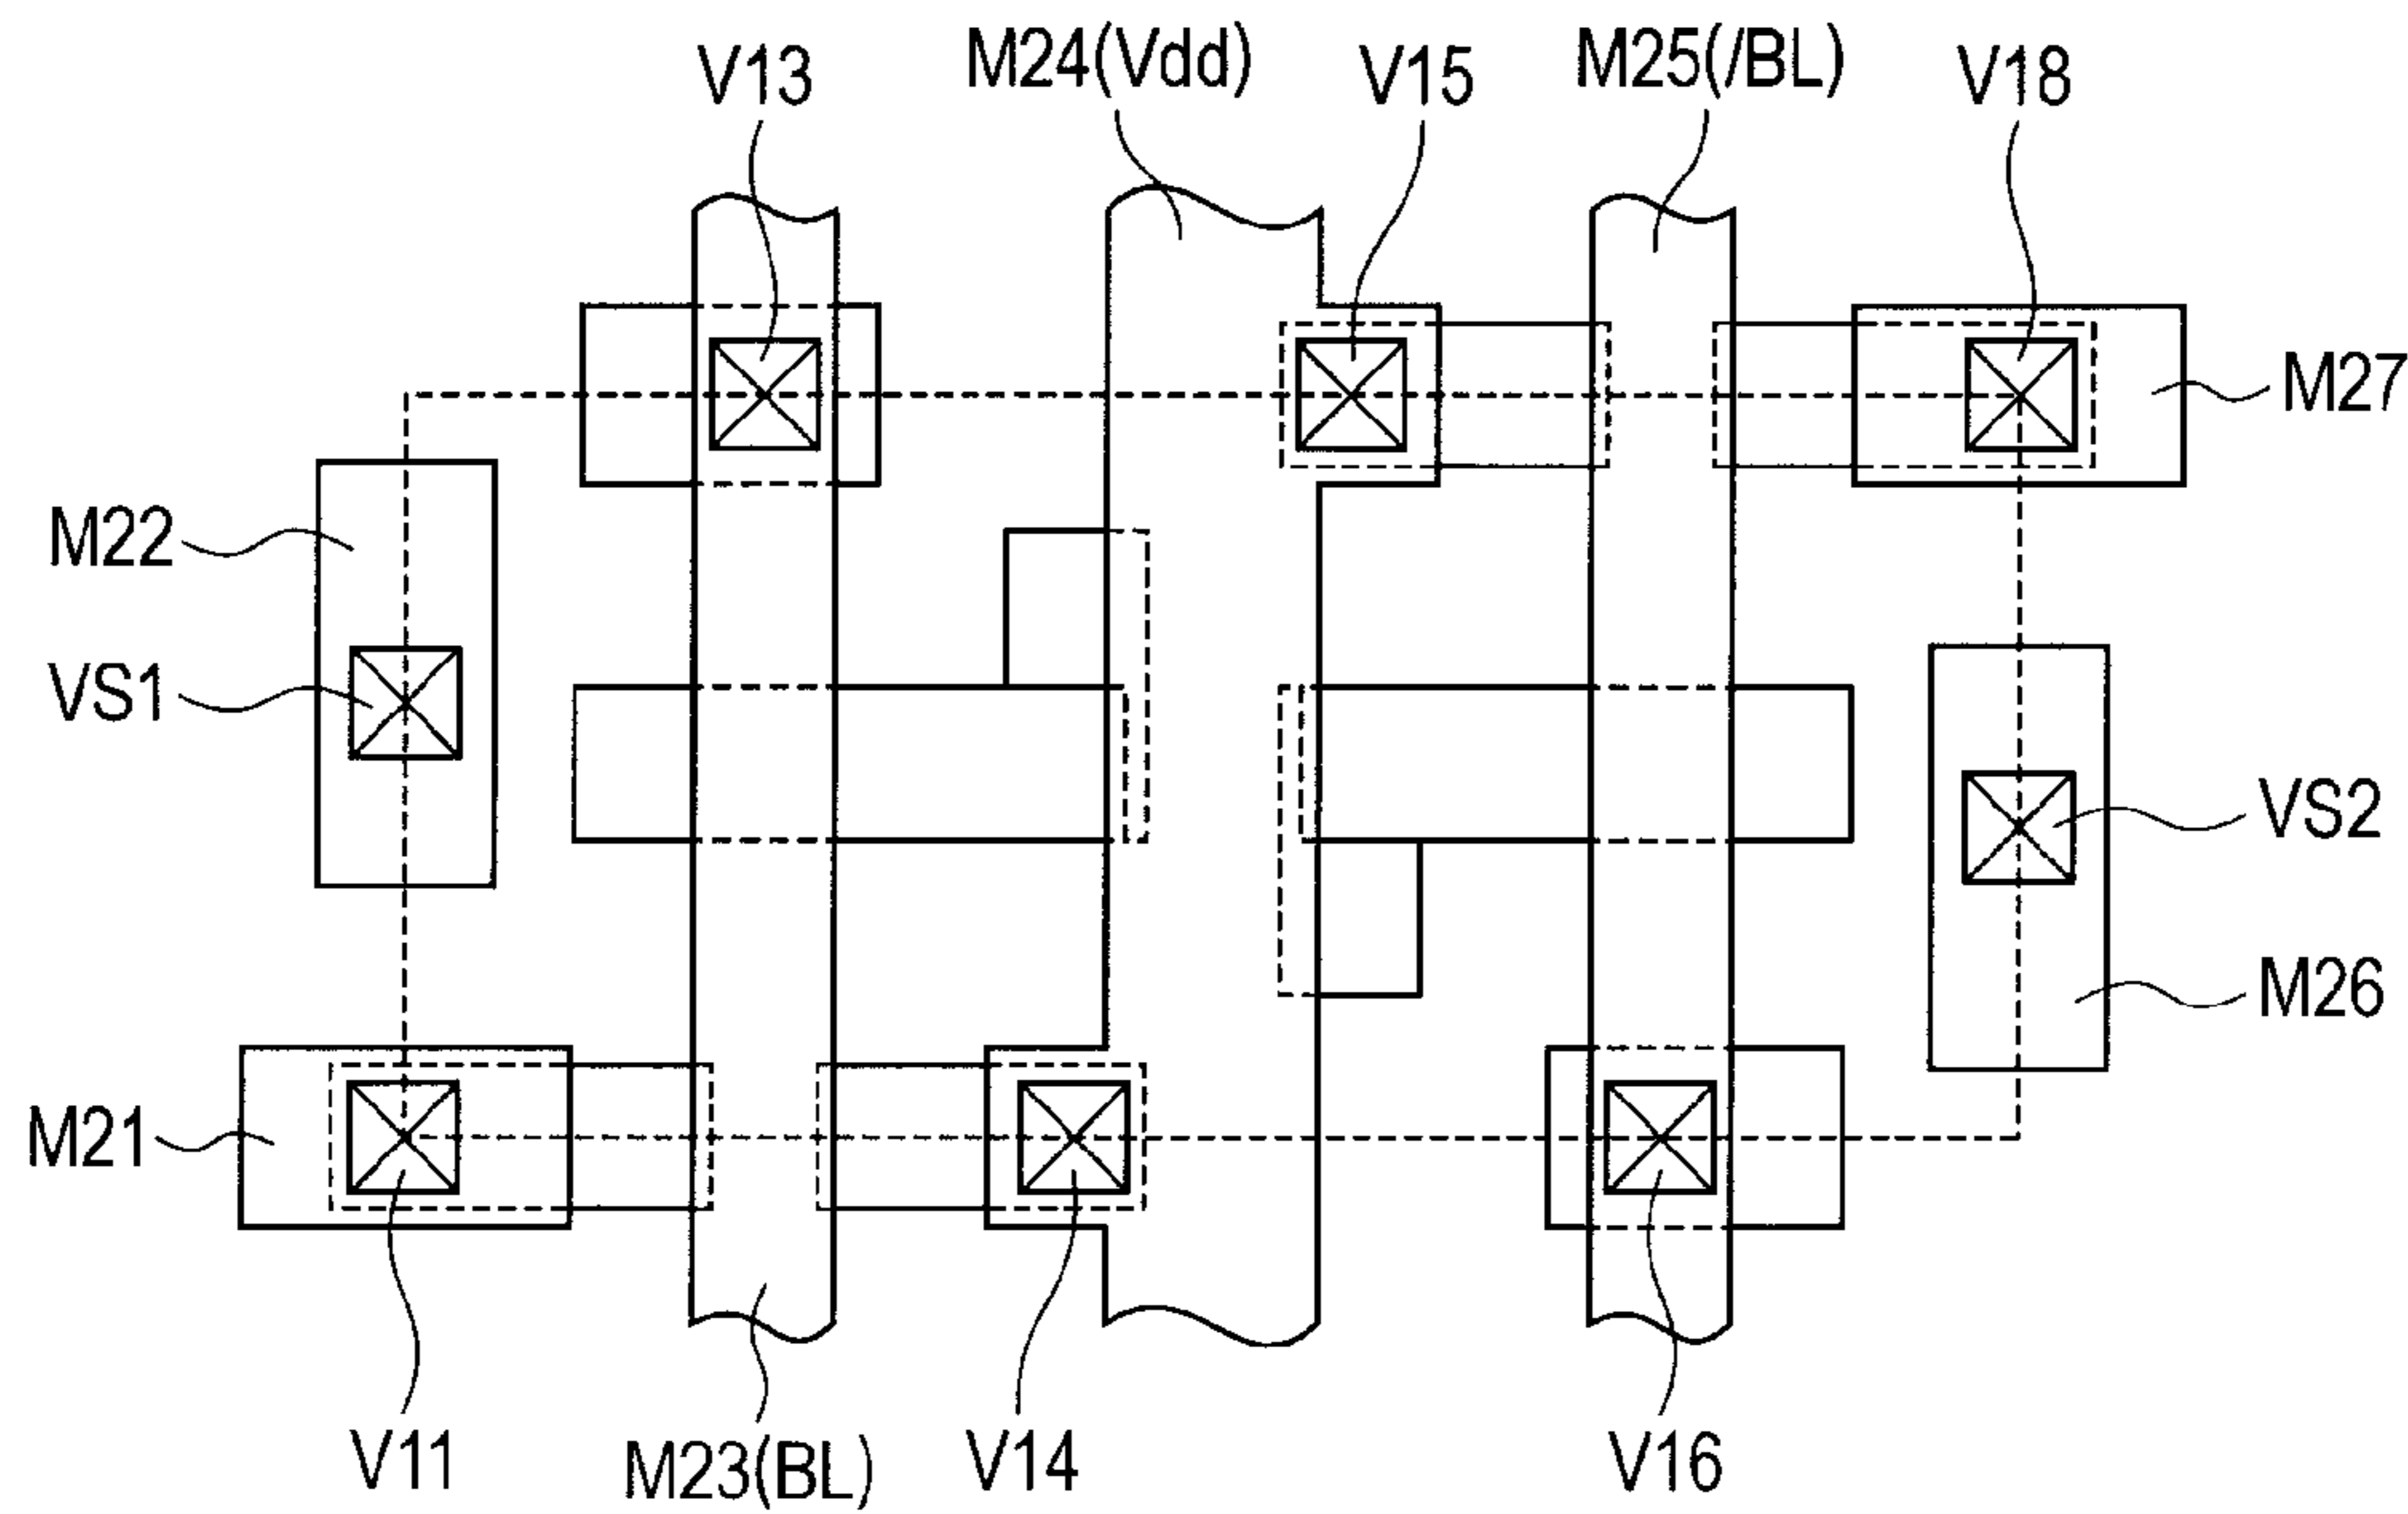 M24(Vdd)
M25(/BL)
V13
V15
V18
M27
M22
VS1
VS2
M26
M21
V11
M23(BL)
V14
V16